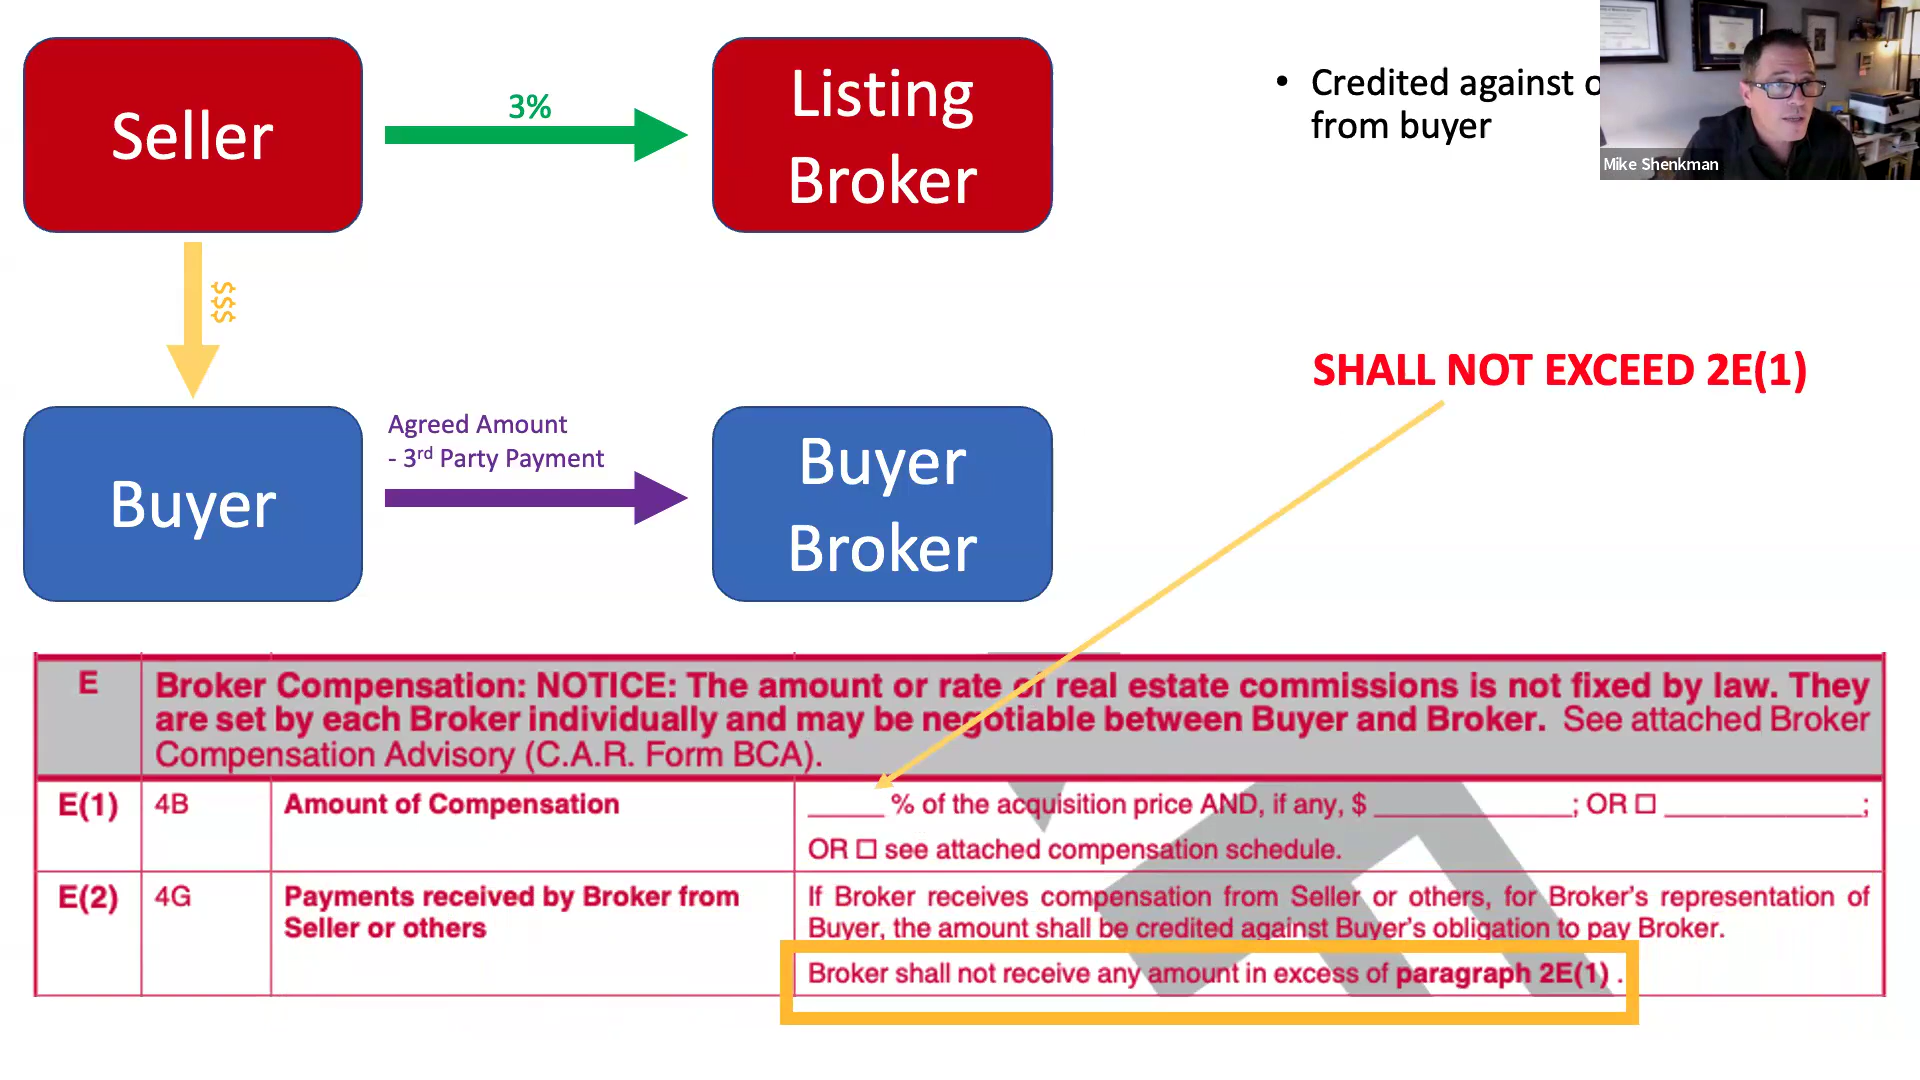 Seller
3%
Listing
Broker
• Credited against
from buyer
Mike Shenkman
$$$
SHALL NOT EXCEED 2E(1)
Buyer
Agreed Amount
- 3rd Party Payment
Buyer
Broker
E
Broker Compensation: NOTICE: The amount or rate of real estate commissions is not fixed by law. They
are set by each Broker individually and may be negotiable between Buyer and Broker. See attached Broker
Compensation Advisory (C.A.R. Form BCA).
E(1) 4B Amount of Compensation _____ % of the acquisition price AND, if any, $ _____________; OR ☐ _____________;
OR ☐ see attached compensation schedule.
E(2) 4G Payments received by Broker from If Broker receives compensation from Seller or others, for Broker's representation of
Seller or others Buyer, the amount shall be credited against Buyer's obligation to pay Broker.
Broker shall not receive any amount in excess of paragraph 2E(1) .